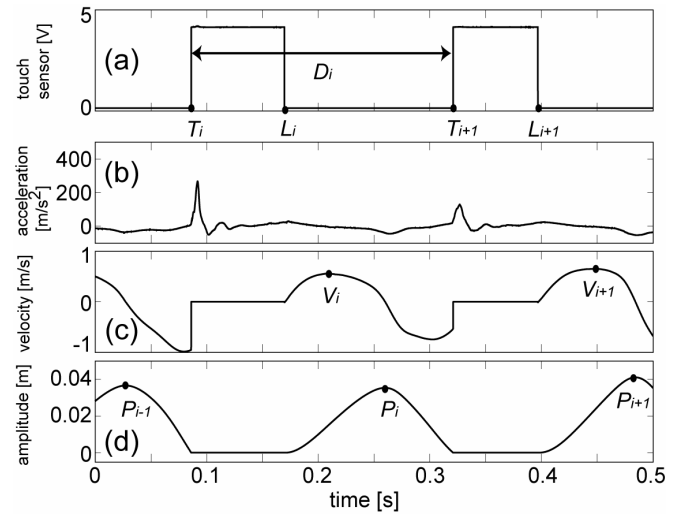 touch sensor [V]
5
0
(a)
Di
Ti
Li
Ti+1
Li+1
acceleration [m/s2]
400
200
0
(b)
velocity [m/s]
1
0
-1
(c)
Vi
Vi+1
amplitude [m]
0.04
0.02
0
(d)
Pi-1
Pi
Pi+1
0 0.1 0.2 0.3 0.4 0.5
time [s]